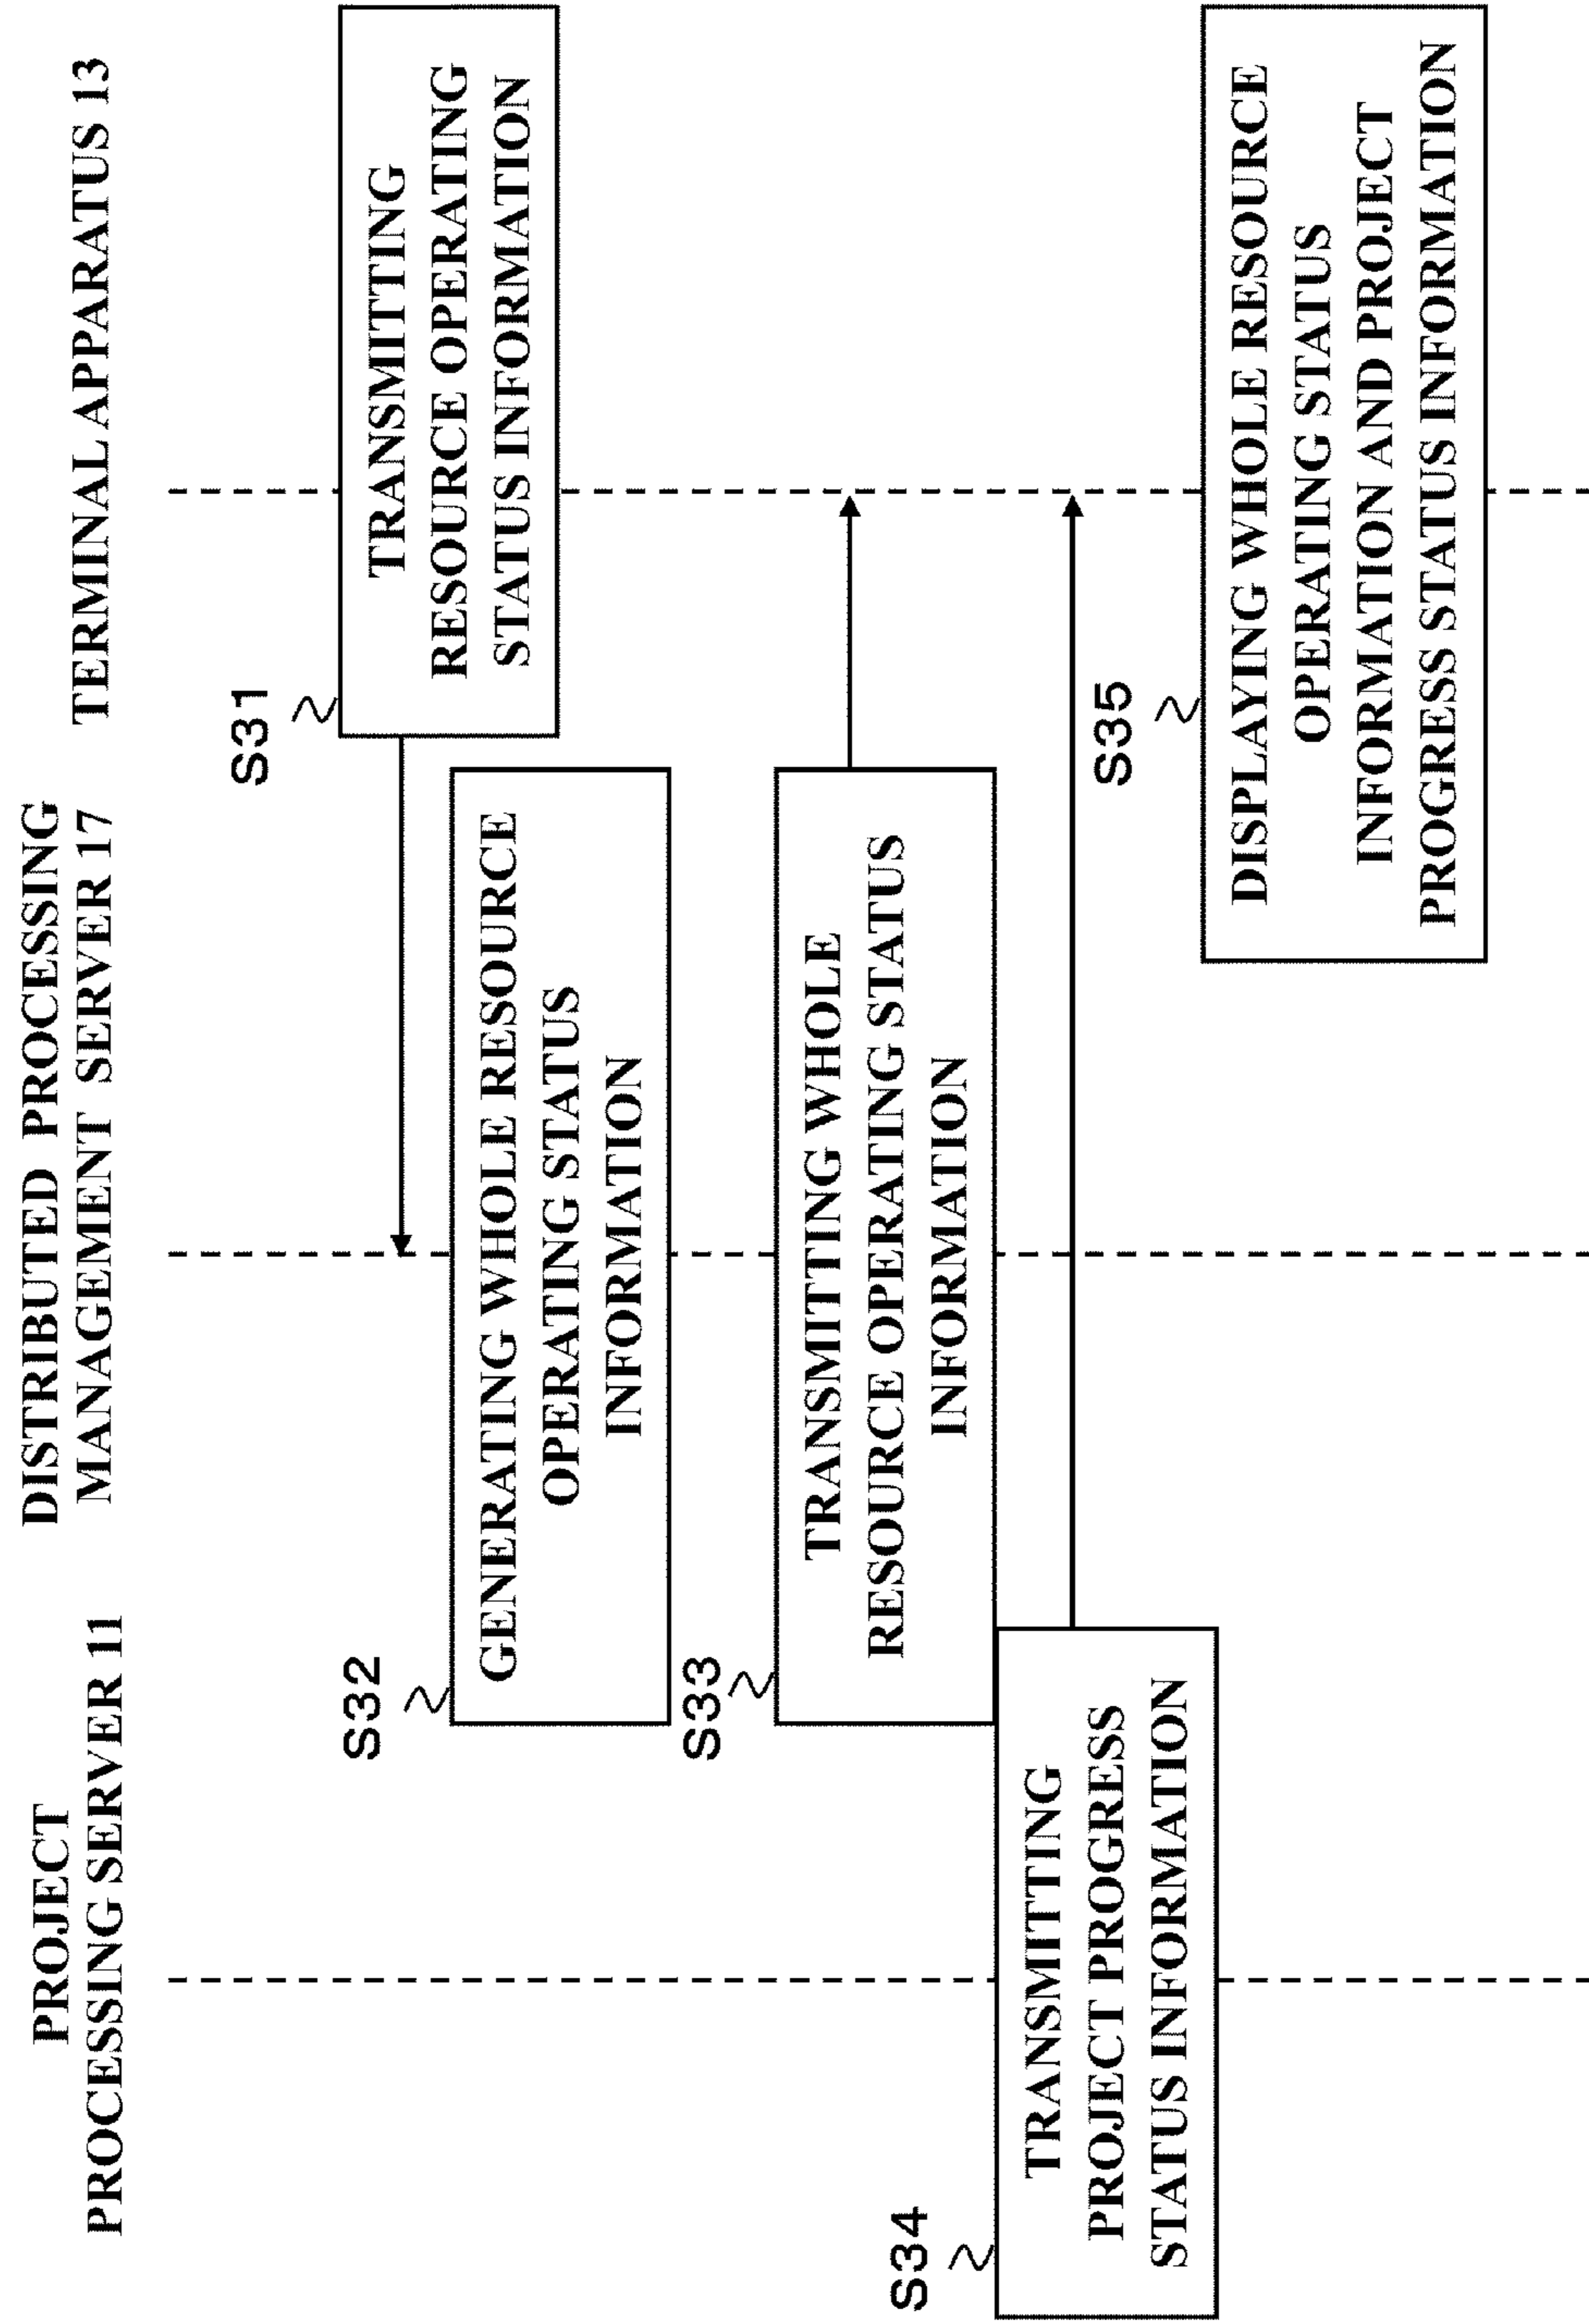 PROJECT
PROCESSING SERVER 11
DISTRIBUTED PROCESSING
MANAGEMENT SERVER 17
TERMINAL APPARATUS 13
S31
TRANSMITTING
RESOURCE OPERATING
STATUS INFORMATION
S32
GENERATING WHOLE RESOURCE
OPERATING STATUS
INFORMATION
S33
TRANSMITTING WHOLE
RESOURCE OPERATING STATUS
INFORMATION
S34
TRANSMITTING
PROJECT PROGRESS
STATUS INFORMATION
S35
DISPLAYING WHOLE RESOURCE
OPERATING STATUS
INFORMATION AND PROJECT
PROGRESS STATUS INFORMATION